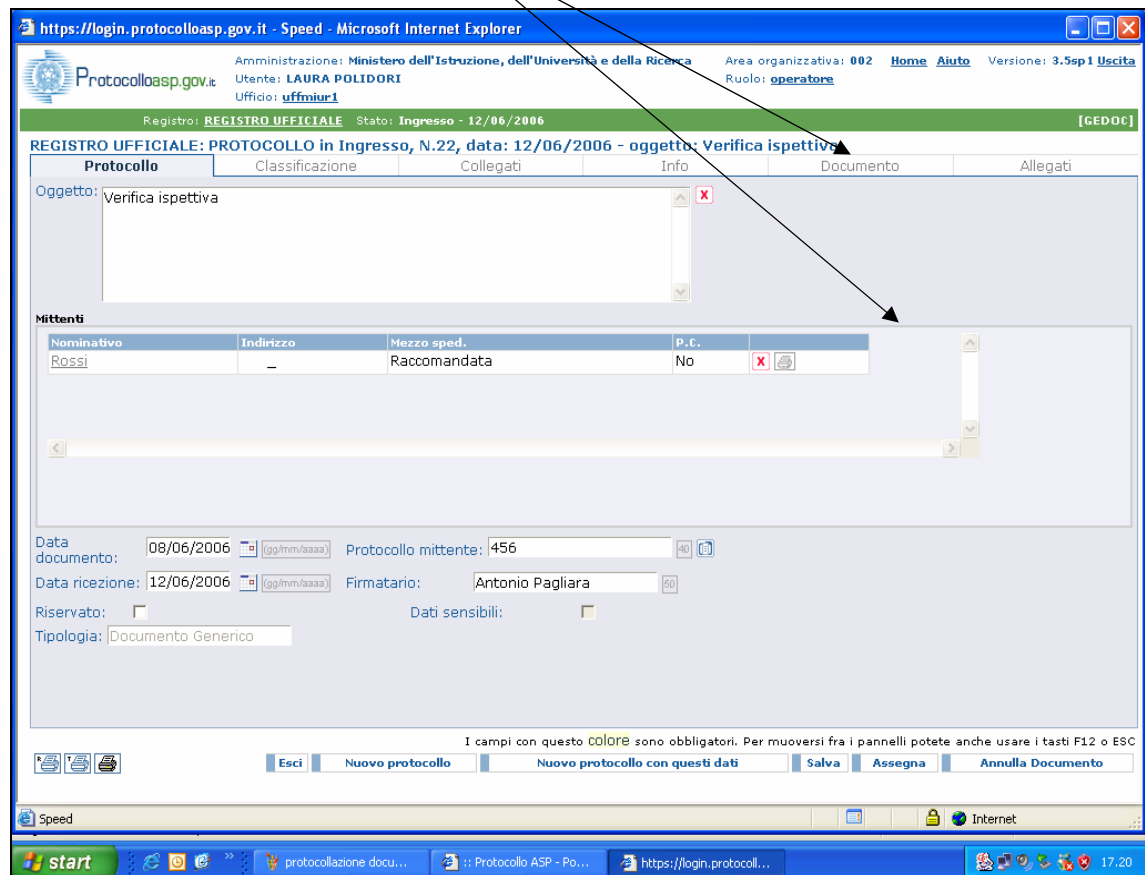 https://login.protocolloasp.gov.it - Speed - Microsoft Internet Explorer
Protocolloasp.gov.it
Amministrazione: Ministero dell'Istruzione, dell'Università e della Ricerca Area organizzativa: 002 Home Aiuto Versione: 3.5sp1 Uscita
Utente: LAURA POLIDORI Ruolo: operatore
Ufficio: uffmiur1
Registro: REGISTRO UFFICIALE Stato: Ingresso - 12/06/2006 [GEDOC]
REGISTRO UFFICIALE: PROTOCOLLO in Ingresso, N.22, data: 12/06/2006 - oggetto: Verifica ispettiva
Protocollo Classificazione Collegati Info Documento Allegati
Oggetto: Verifica ispettiva
Mittenti
Nominativo Indirizzo Mezzo sped. P.C.
Rossi _ Raccomandata No
Data documento: 08/06/2006 (gg/mm/aaaa) Protocollo mittente: 456 40
Data ricezione: 12/06/2006 (gg/mm/aaaa) Firmatario: Antonio Pagliara 50
Riservato: Dati sensibili:
Tipologia: Documento Generico
I campi con questo colore sono obbligatori. Per muoversi fra i pannelli potete anche usare i tasti F12 o ESC
Esci Nuovo protocollo Nuovo protocollo con questi dati Salva Assegna Annulla Documento
Speed Internet
start protocollazione docu... :: Protocollo ASP - Po... https://login.protocoll... 17.20